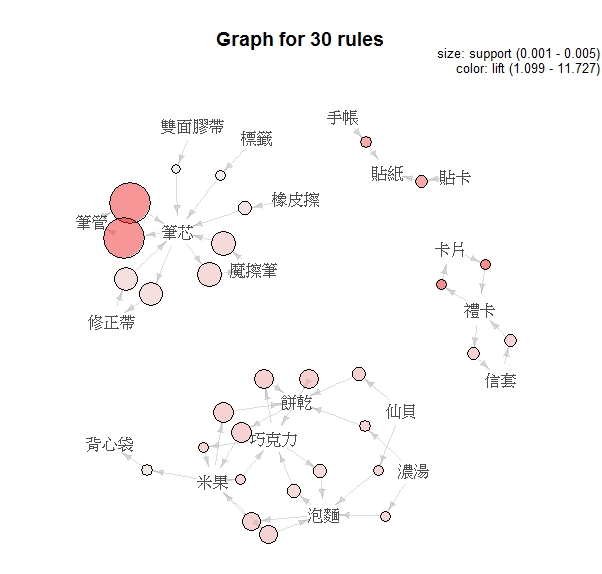 Graph for 30 rules
size: support (0.001 - 0.005)
color: lift (1.099 - 11.727)
手帳
雙面膠帶
標籤
貼紙
貼卡
橡皮擦
筆管
筆芯
卡片
魔擦筆
禮卡
修正帶
信套
餅乾
仙貝
巧克力
背心袋
濃湯
米果
泡麵